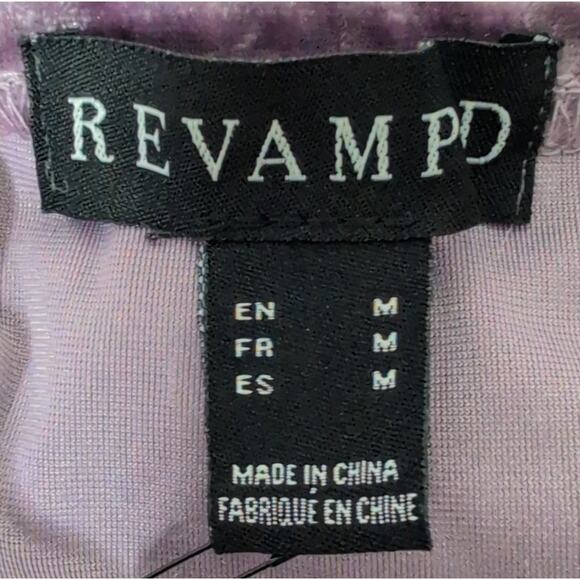 REVAMPD
EN M
FR M
ES M
MADE IN CHINA
FABRIQUÉ EN CHINE